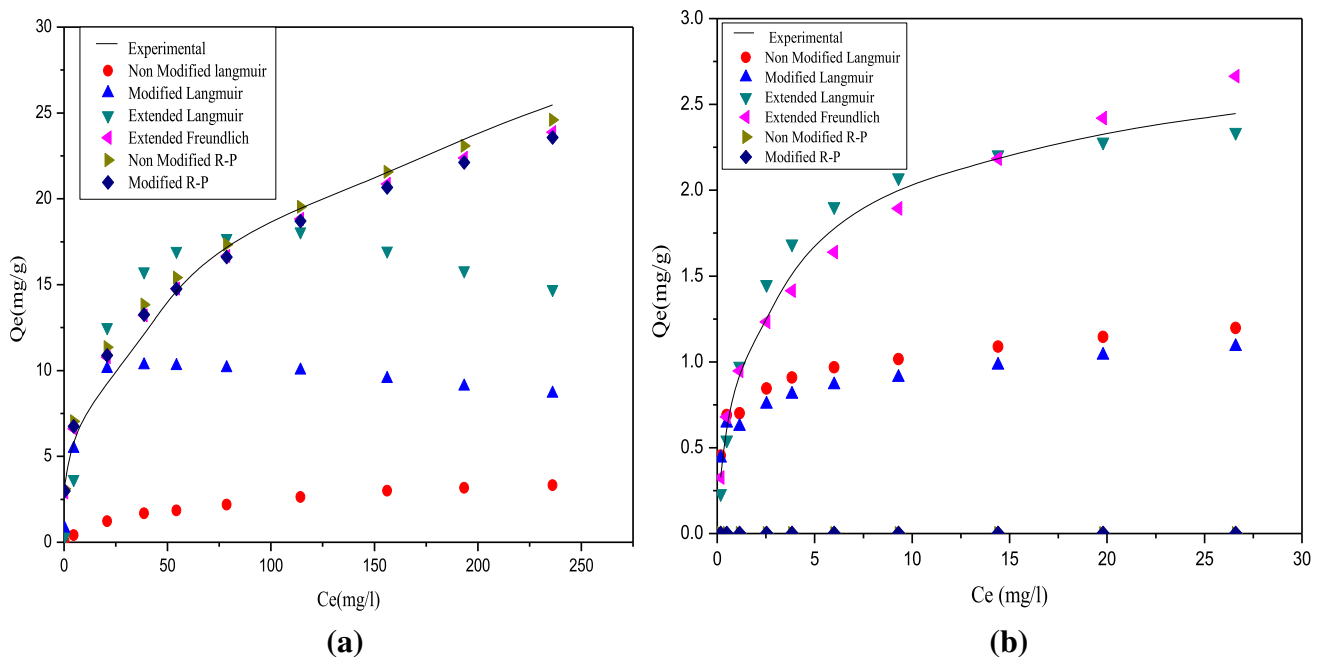 30
25
20
15
10
5
0
Qe(mg/g)
Experimental
Non Modified langmuir
Modified Langmuir
Extended Langmuir
Extended Freundlich
Non Modified R-P
Modified R-P
0 50 100 150 200 250
Ce(mg/l)
(a)
3.0
2.5
2.0
1.5
1.0
0.5
0.0
Qe(mg/g)
Experimental
Non Modified Langmuir
Modified Langmuir
Extended Langmuir
Extended Freundlich
Non Modified R-P
Modified R-P
0 5 10 15 20 25 30
Ce (mg/l)
(b)